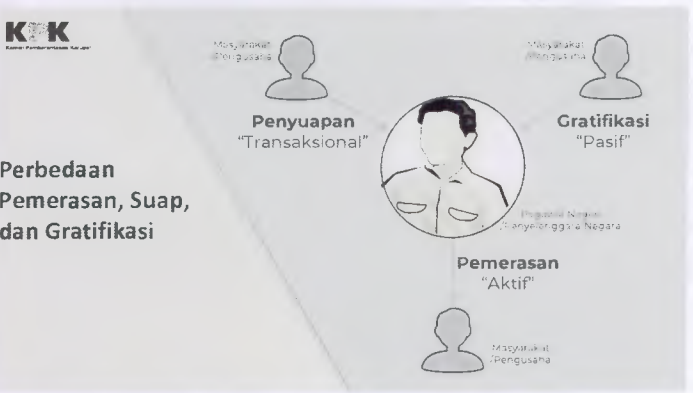 KPK
Perbedaan
Pemerasan, Suap,
dan Gratifikasi
Masyarakat
/Pengusaha
Penyuapan
"Transaksional"
Masyarakat
/Pengusaha
Gratifikasi
"Pasif"
Pegawai Negeri
/Penyelenggara Negara
Pemerasan
"Aktif"
Masyarakat
/Pengusaha